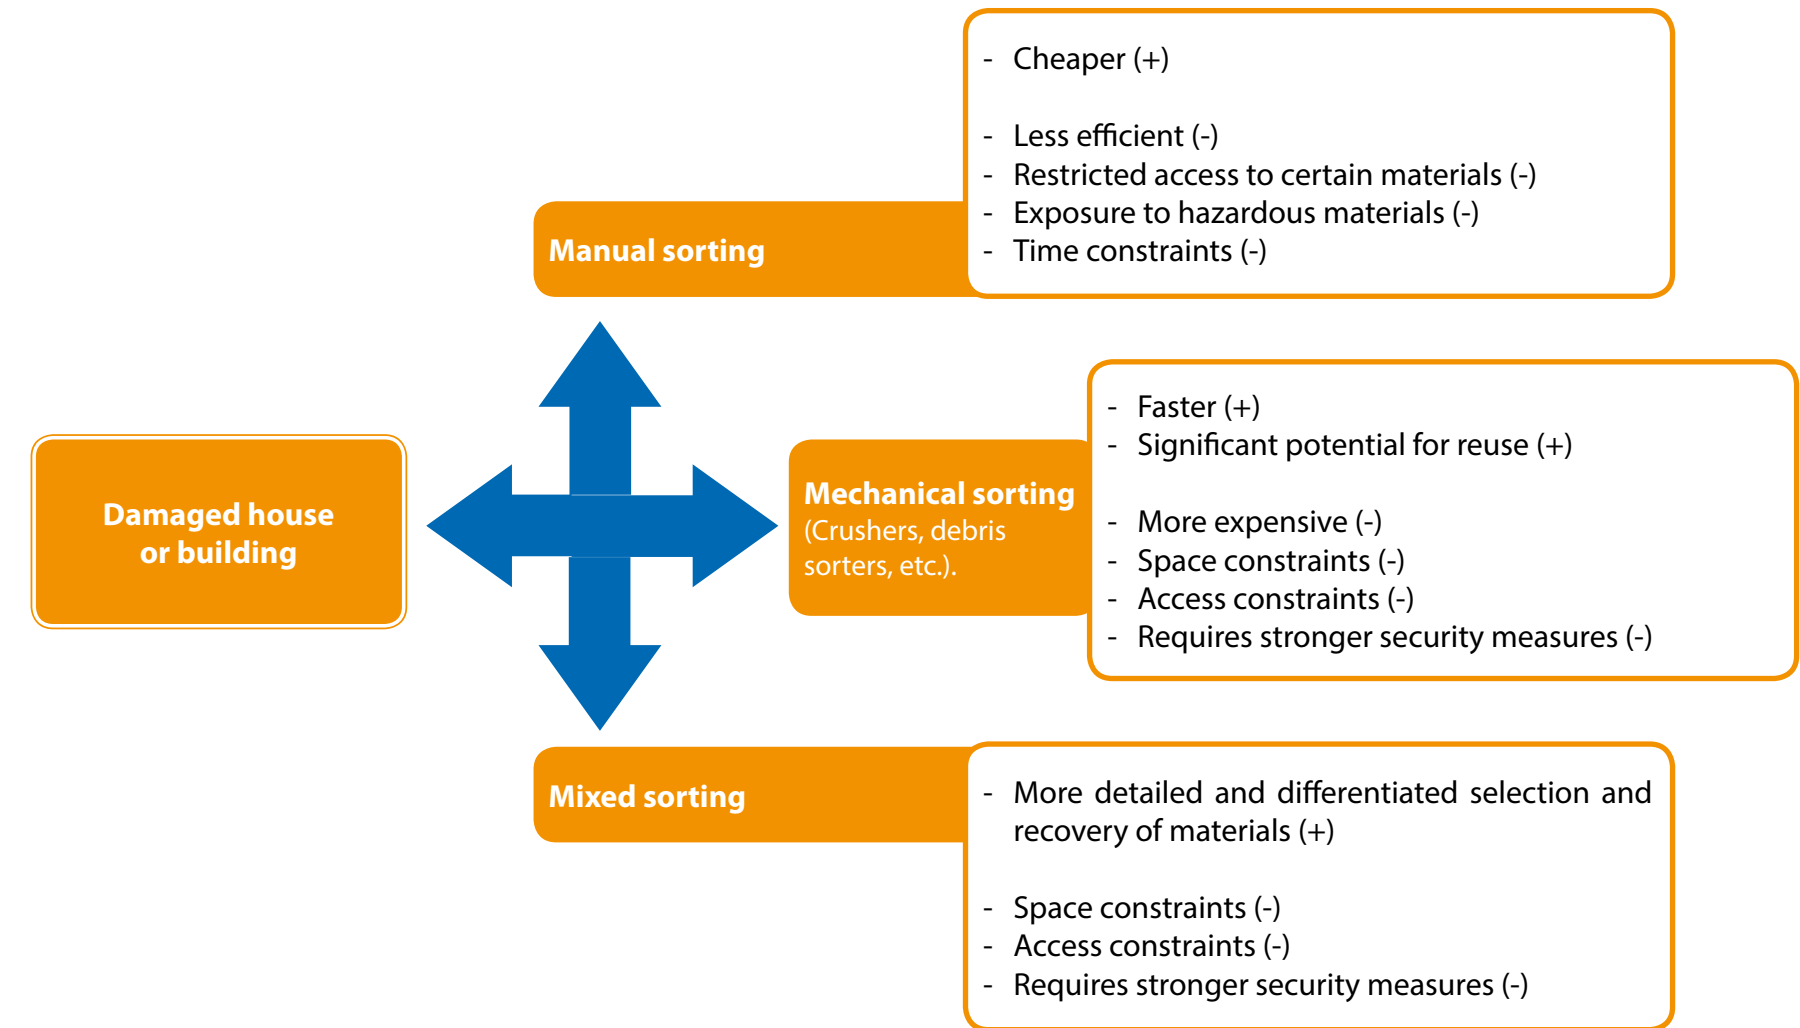 Damaged house
or building
Manual sorting
- Cheaper (+)
- Less efficient (-)
- Restricted access to certain materials (-)
- Exposure to hazardous materials (-)
- Time constraints (-)
Mechanical sorting
(Crushers, debris
sorters, etc.).
- Faster (+)
- Significant potential for reuse (+)
- More expensive (-)
- Space constraints (-)
- Access constraints (-)
- Requires stronger security measures (-)
Mixed sorting
- More detailed and differentiated selection and
recovery of materials (+)
- Space constraints (-)
- Access constraints (-)
- Requires stronger security measures (-)